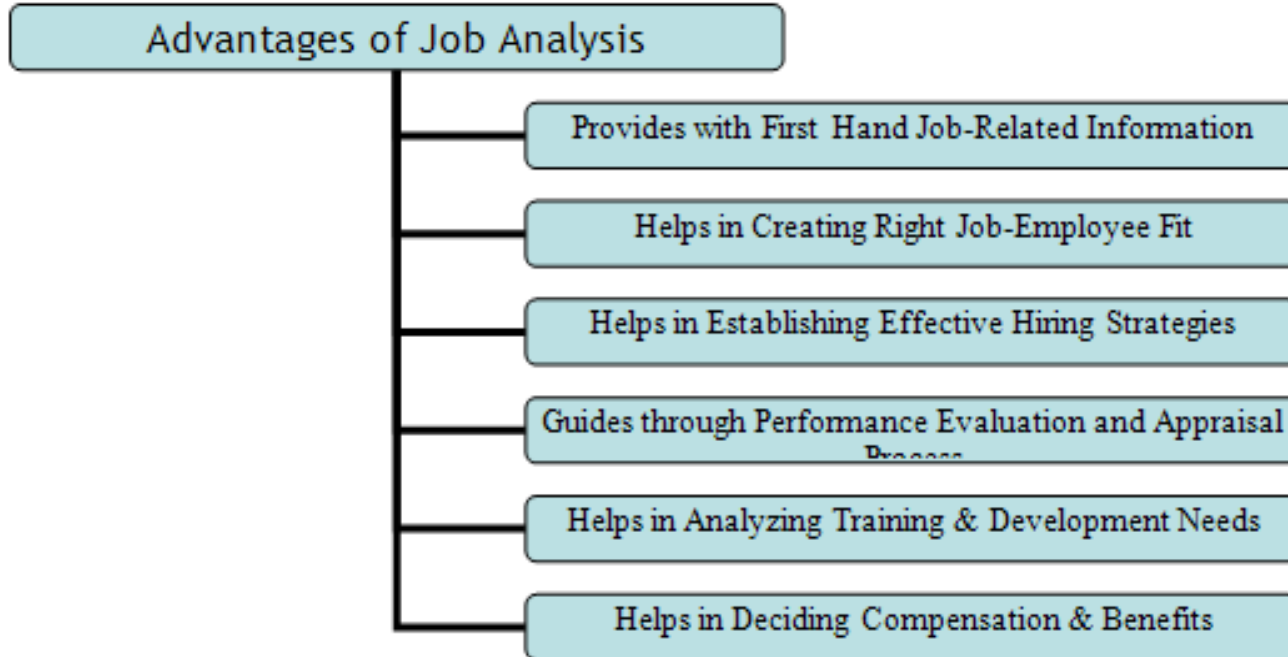 Advantages of Job Analysis
Provides with First Hand Job-Related Information
Helps in Creating Right Job-Employee Fit
Helps in Establishing Effective Hiring Strategies
Guides through Performance Evaluation and Appraisal
Process
Helps in Analyzing Training & Development Needs
Helps in Deciding Compensation & Benefits